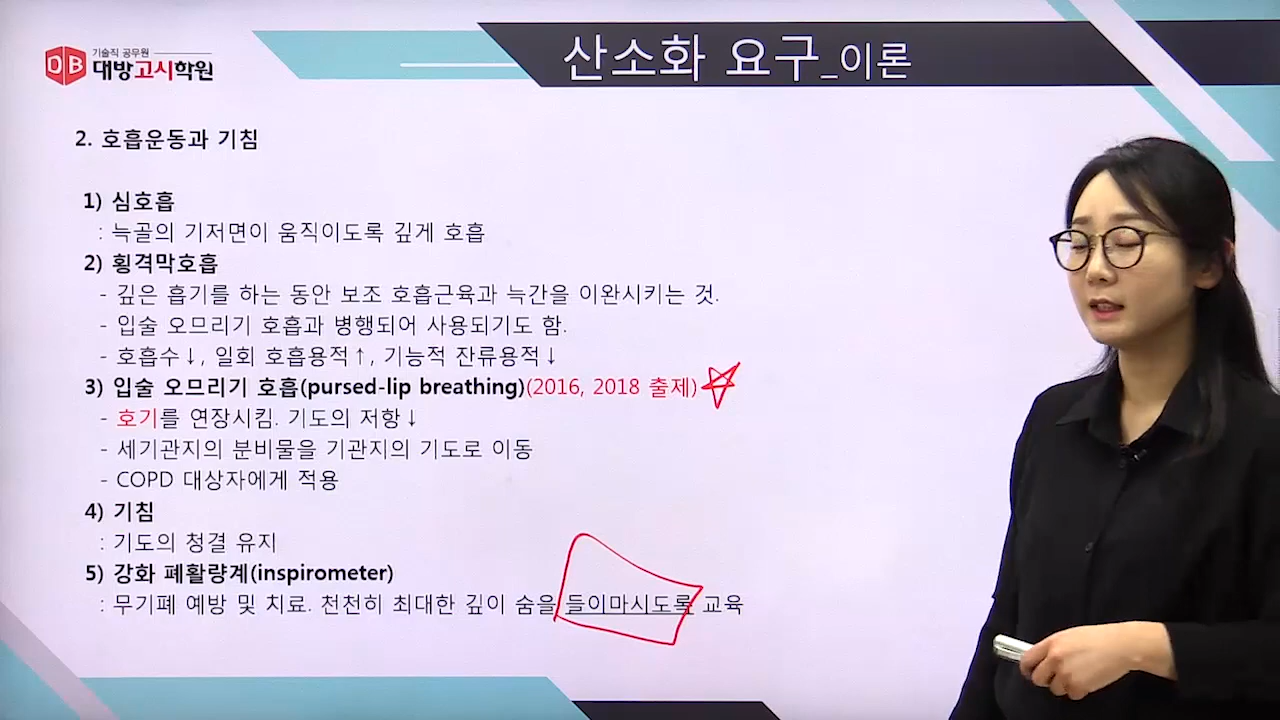 기술직 공무원
DB
대방고시학원
산소화 요구_이론
2. 호흡운동과 기침
1) 심호흡
: 늑골의 기저면이 움직이도록 깊게 호흡
2) 횡격막호흡
- 깊은 흡기를 하는 동안 보조 호흡근육과 늑간을 이완시키는 것.
- 입술 오므리기 호흡과 병행되어 사용되기도 함.
- 호흡수↓, 일회 호흡용적↑, 기능적 잔류용적↓
3) 입술 오므리기 호흡(pursed-lip breathing)(2016, 2018 출제)
- 호기를 연장시킴. 기도의 저항↓
- 세기관지의 분비물을 기관지의 기도로 이동
- COPD 대상자에게 적용
4) 기침
: 기도의 청결 유지
5) 강화 폐활량계(inspirometer)
: 무기폐 예방 및 치료. 천천히 최대한 깊이 숨을 들이마시도록 교육